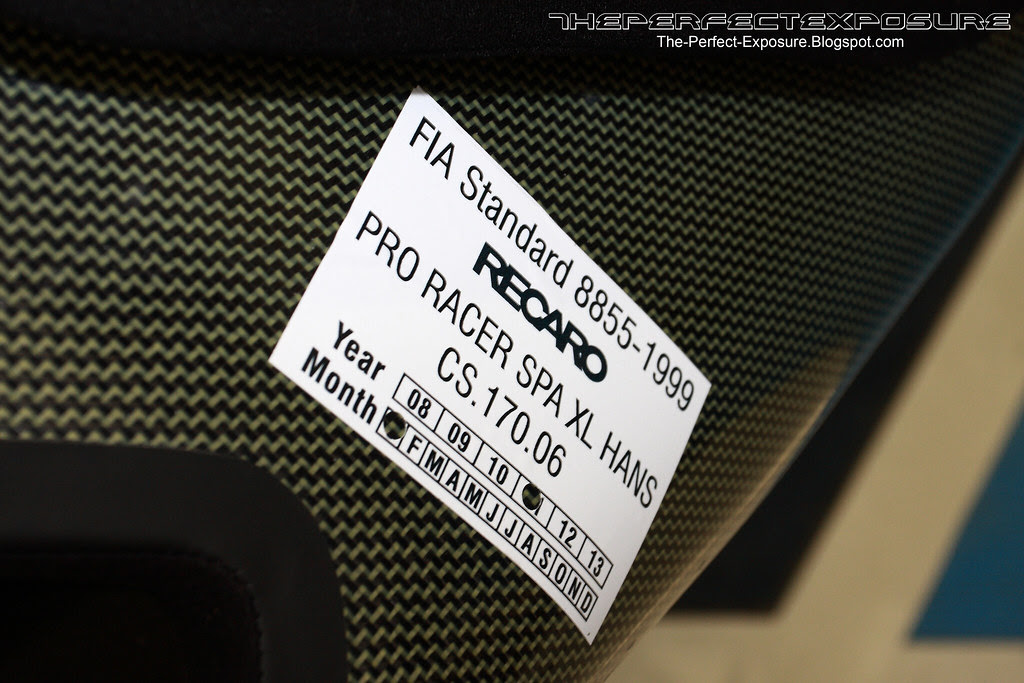 THEPERFECTEXPOSURE
The-Perfect-Exposure.Blogspot.com
FIA Standard 8855-1999
RECARO
PRO RACER SPA XL HANS
CS.170.06
Year 08 09 10 12 13
Month F M A M J J A S O N D